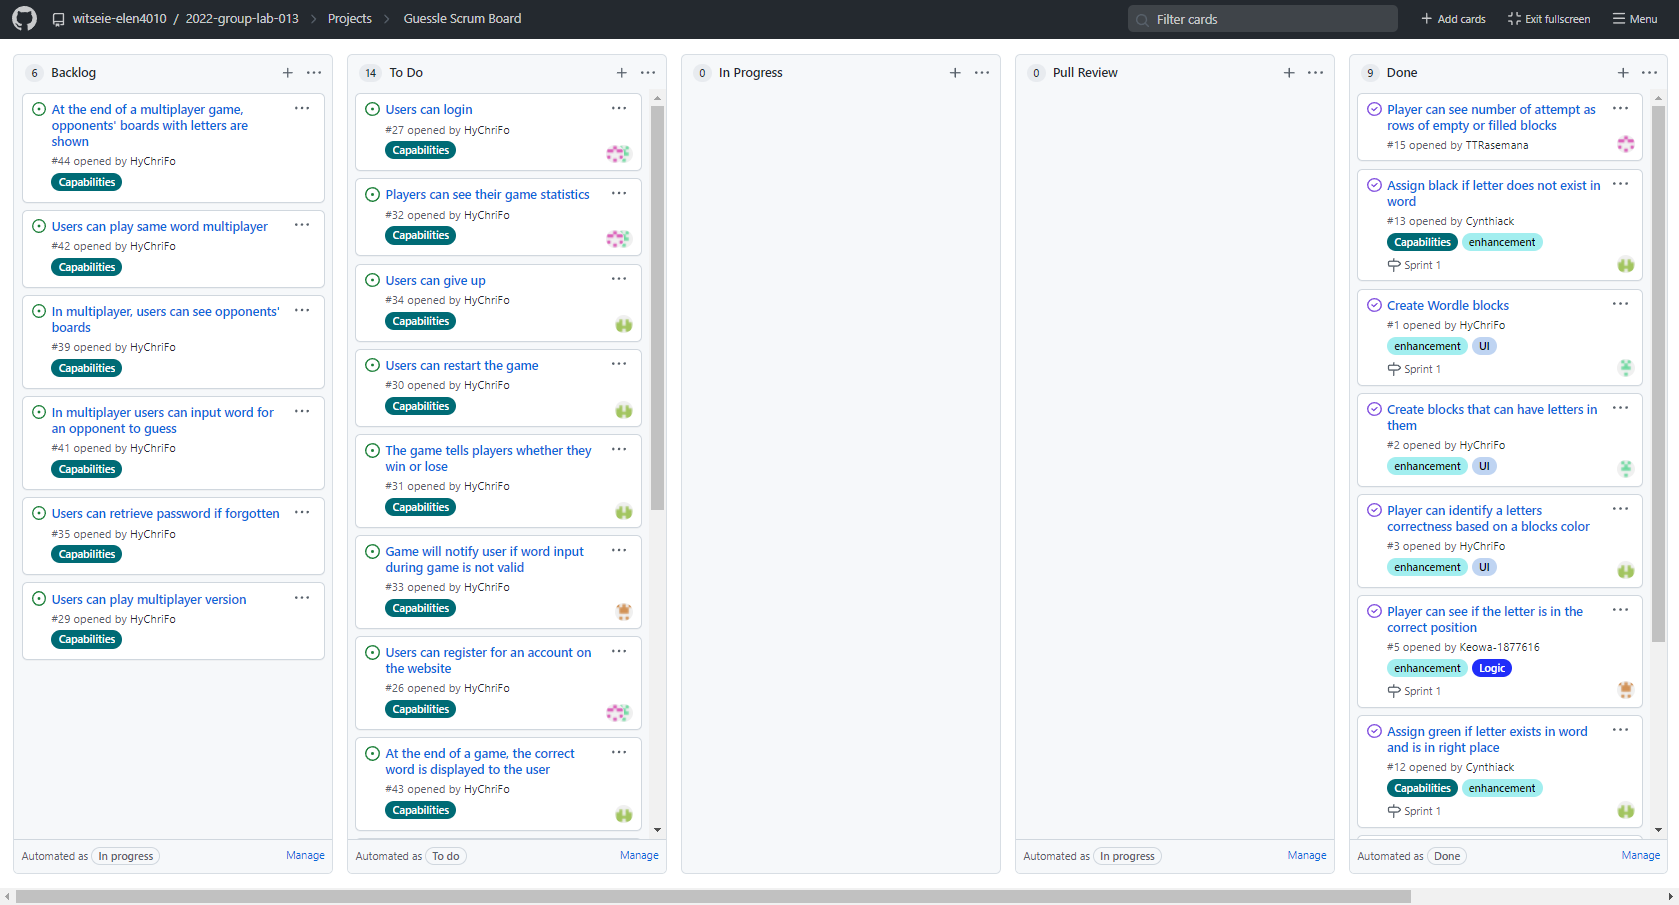 witseie-elen4010 / 2022-group-lab-013 Projects Guessle Scrum Board
Filter cards
Add cards
Exit fullscreen
Menu
6 Backlog
At the end of a multiplayer game,
opponents' boards with letters are
shown
#44 opened by HyChriFo
Capabilities
Users can play same word multiplayer
#42 opened by HyChriFo
Capabilities
In multiplayer, users can see opponents'
boards
#39 opened by HyChriFo
Capabilities
In multiplayer users can input word for
an opponent to guess
#41 opened by HyChriFo
Capabilities
Users can retrieve password if forgotten
#35 opened by HyChriFo
Capabilities
Users can play multiplayer version
#29 opened by HyChriFo
Capabilities
Automated as In progress Manage
14 To Do
Users can login
#27 opened by HyChriFo
Capabilities
Players can see their game statistics
#32 opened by HyChriFo
Capabilities
Users can give up
#34 opened by HyChriFo
Capabilities
Users can restart the game
#30 opened by HyChriFo
Capabilities
The game tells players whether they
win or lose
#31 opened by HyChriFo
Capabilities
Game will notify user if word input
during game is not valid
#33 opened by HyChriFo
Capabilities
Users can register for an account on
the website
#26 opened by HyChriFo
Capabilities
At the end of a game, the correct
word is displayed to the user
#43 opened by HyChriFo
Capabilities
Automated as To do Manage
0 In Progress
0 Pull Review
Automated as In progress Manage
9 Done
Player can see number of attempt as
rows of empty or filled blocks
#15 opened by TTRasemana
Assign black if letter does not exist in
word
#13 opened by Cynthiack
Capabilities enhancement
Sprint 1
Create Wordle blocks
#1 opened by HyChriFo
enhancement UI
Sprint 1
Create blocks that can have letters in
them
#2 opened by HyChriFo
enhancement UI
Player can identify a letters
correctness based on a blocks color
#3 opened by HyChriFo
enhancement UI
Player can see if the letter is in the
correct position
#5 opened by Keowa-1877616
enhancement Logic
Sprint 1
Assign green if letter exists in word
and is in right place
#12 opened by Cynthiack
Capabilities enhancement
Sprint 1
Automated as Done Manage